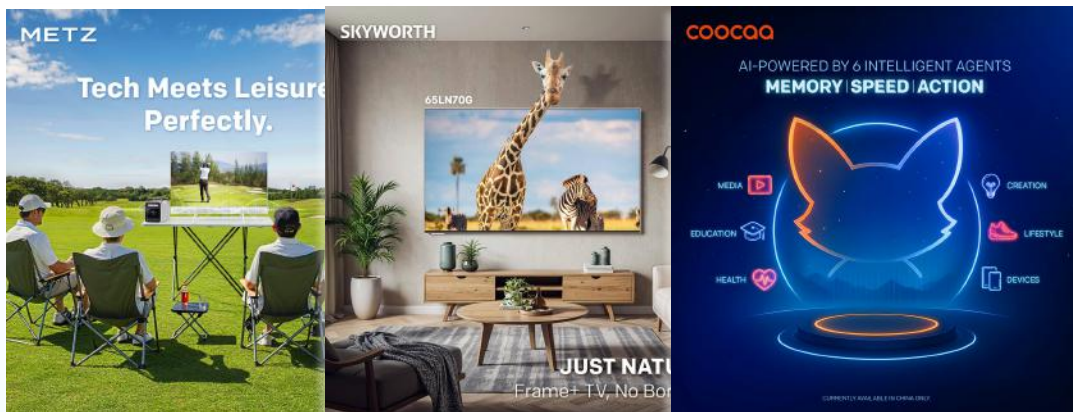 METZ
Tech Meets Leisure
Perfectly.
SKYWORTH
65LN70G
JUST NATU
Frame+ TV, No Bor
coocaa
AI-POWERED BY 6 INTELLIGENT AGENTS
MEMORY | SPEED | ACTION
MEDIA
CREATION
EDUCATION
LIFESTYLE
HEALTH
DEVICES
CURRENTLY AVAILABLE IN CHINA ONLY.